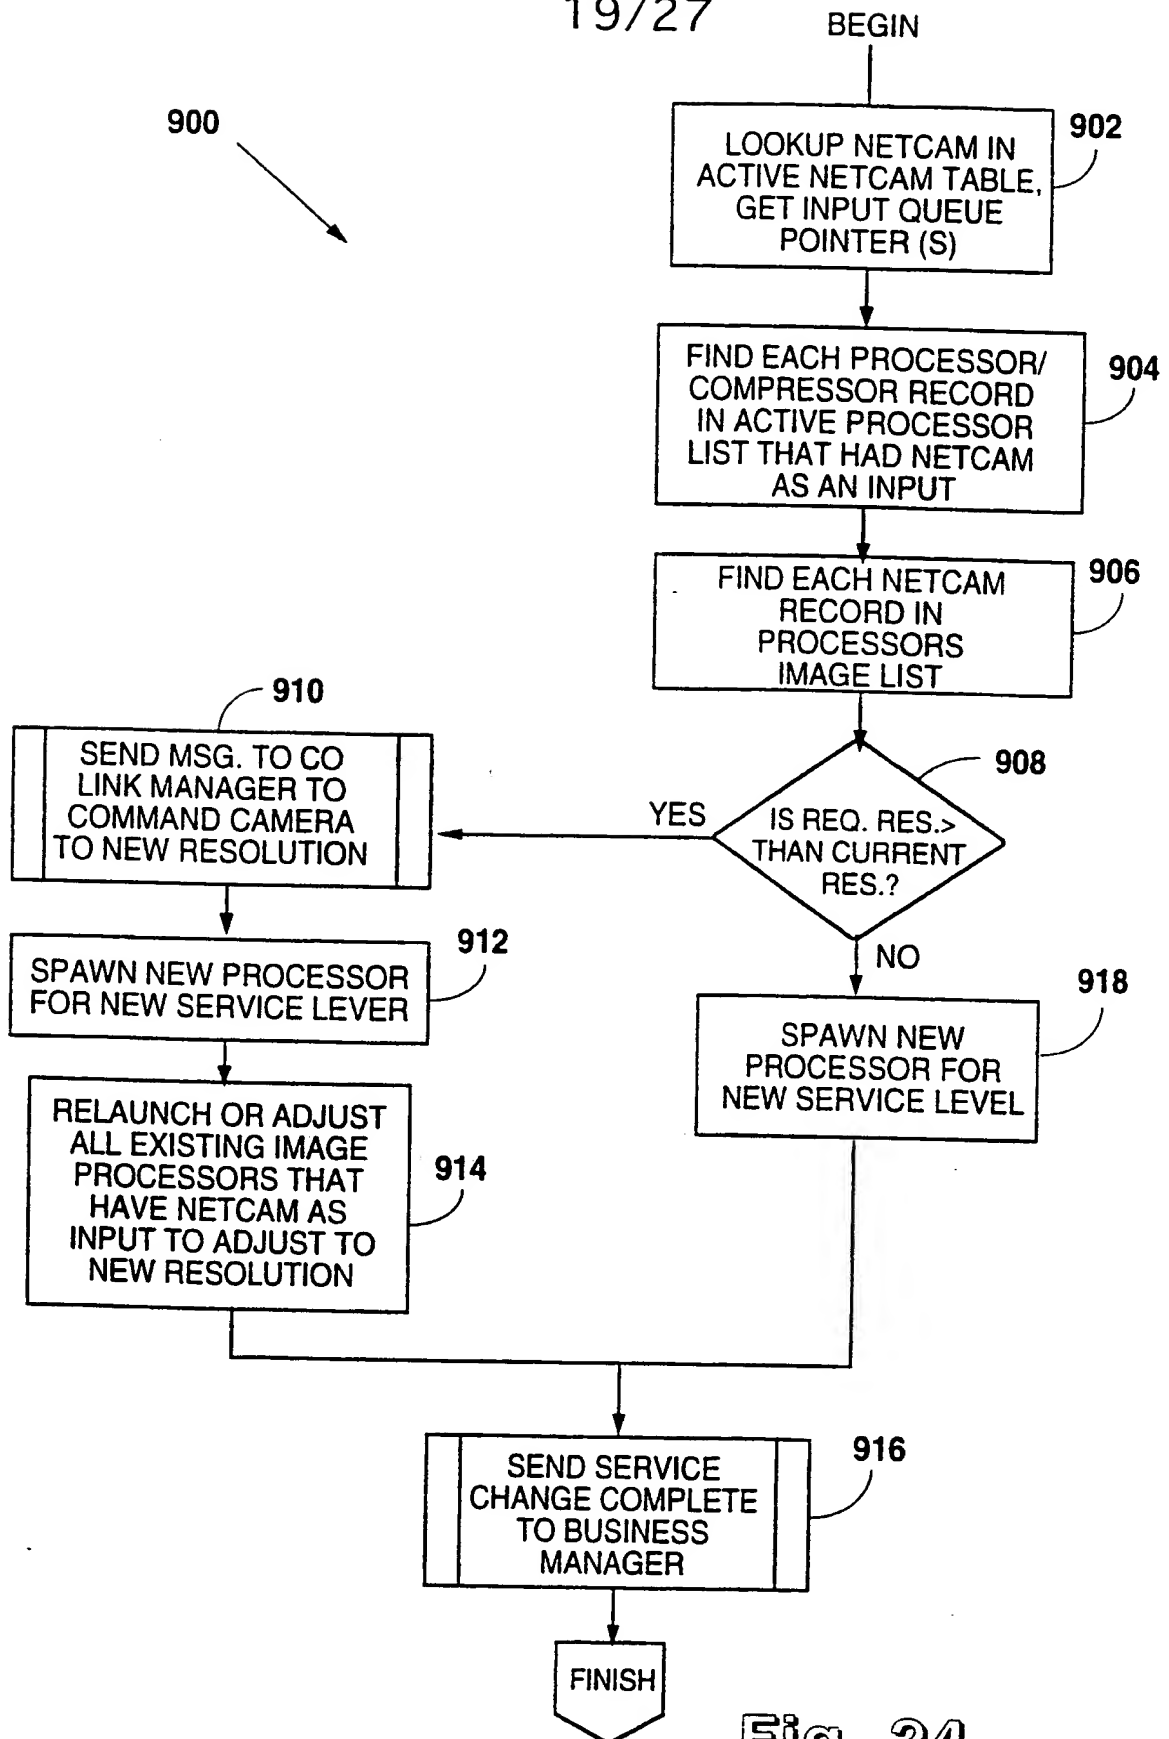 19/27
BEGIN
900
902
LOOKUP NETCAM IN
ACTIVE NETCAM TABLE,
GET INPUT QUEUE
POINTER (S)
904
FIND EACH PROCESSOR/
COMPRESSOR RECORD
IN ACTIVE PROCESSOR
LIST THAT HAD NETCAM
AS AN INPUT
906
FIND EACH NETCAM
RECORD IN
PROCESSORS
IMAGE LIST
908
IS REQ. RES.>
THAN CURRENT
RES.?
YES
NO
910
SEND MSG. TO CO
LINK MANAGER TO
COMMAND CAMERA
TO NEW RESOLUTION
912
SPAWN NEW PROCESSOR
FOR NEW SERVICE LEVER
914
RELAUNCH OR ADJUST
ALL EXISTING IMAGE
PROCESSORS THAT
HAVE NETCAM AS
INPUT TO ADJUST TO
NEW RESOLUTION
918
SPAWN NEW
PROCESSOR FOR
NEW SERVICE LEVEL
916
SEND SERVICE
CHANGE COMPLETE
TO BUSINESS
MANAGER
FINISH
Fig. 24